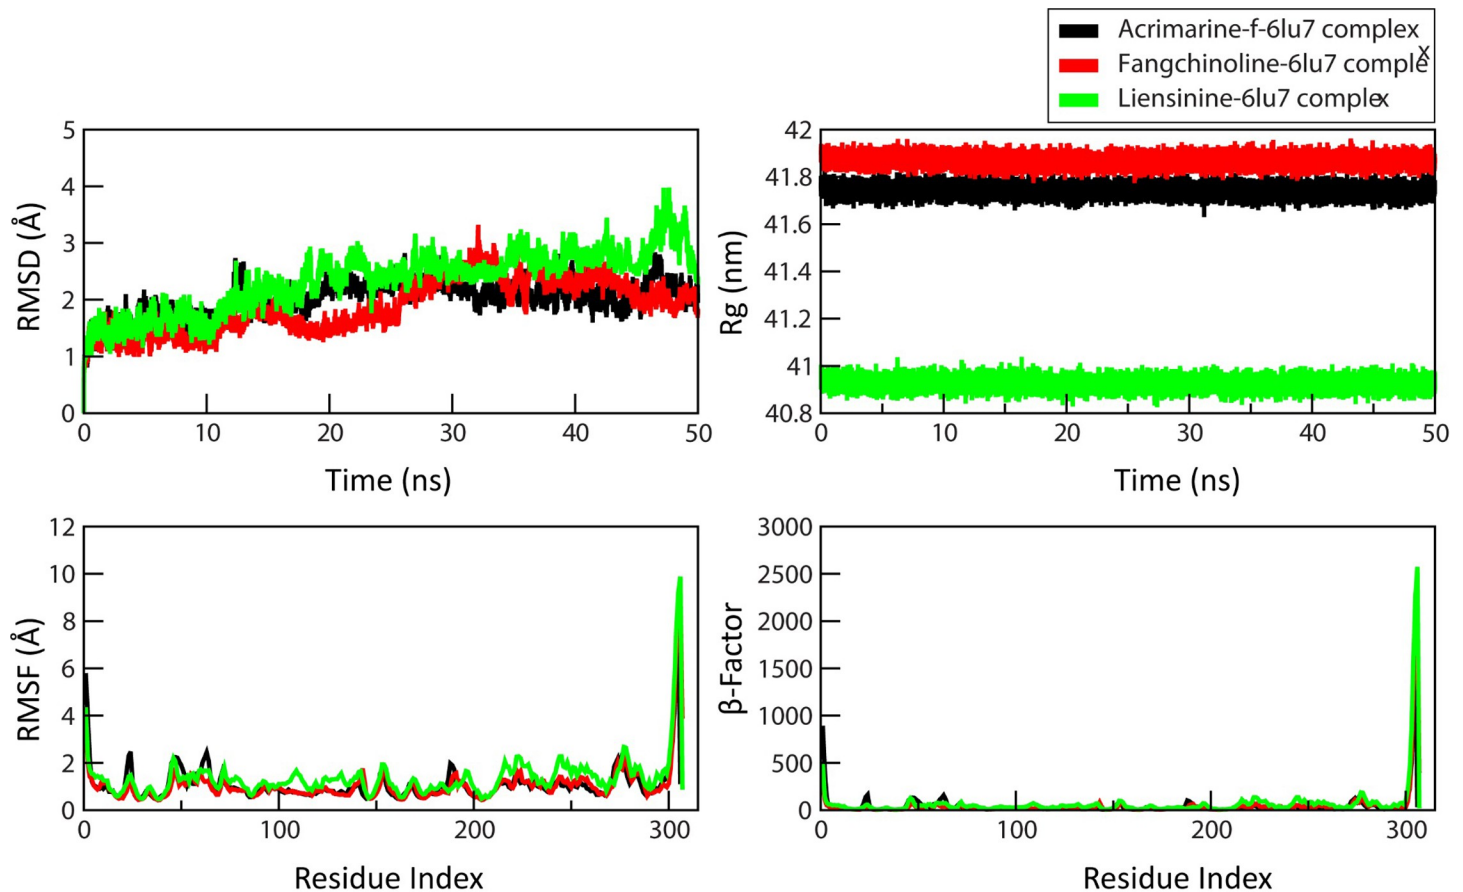 Acrimarine-f-6lu7 complex
Fangchinoline-6lu7 complex
Liensinine-6lu7 complex
5
4
3
2
1
0
RMSD (Å)
0 10 20 30 40 50
Time (ns)
42
41.8
41.6
41.4
41.2
41
40.8
Rg (nm)
0 10 20 30 40 50
Time (ns)
12
10
8
6
4
2
0
RMSF (Å)
0 100 200 300
Residue Index
3000
2500
2000
1500
1000
500
0
β-Factor
0 100 200 300
Residue Index